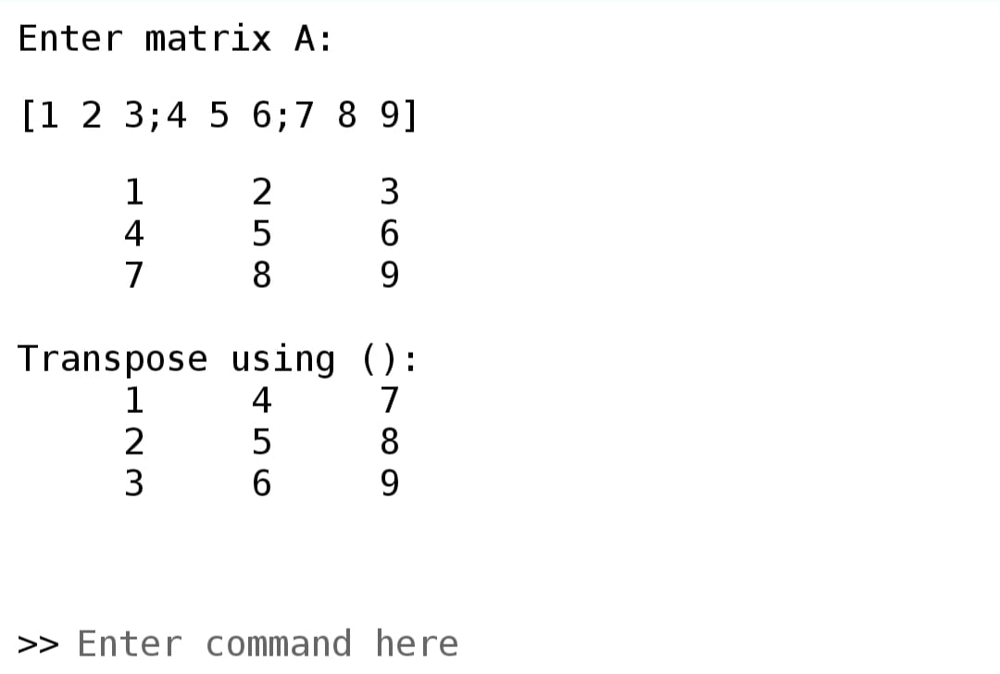 Enter matrix A:
[1 2 3;4 5 6;7 8 9]
1 2 3
4 5 6
7 8 9
Transpose using ():
1 4 7
2 5 8
3 6 9
>> Enter command here